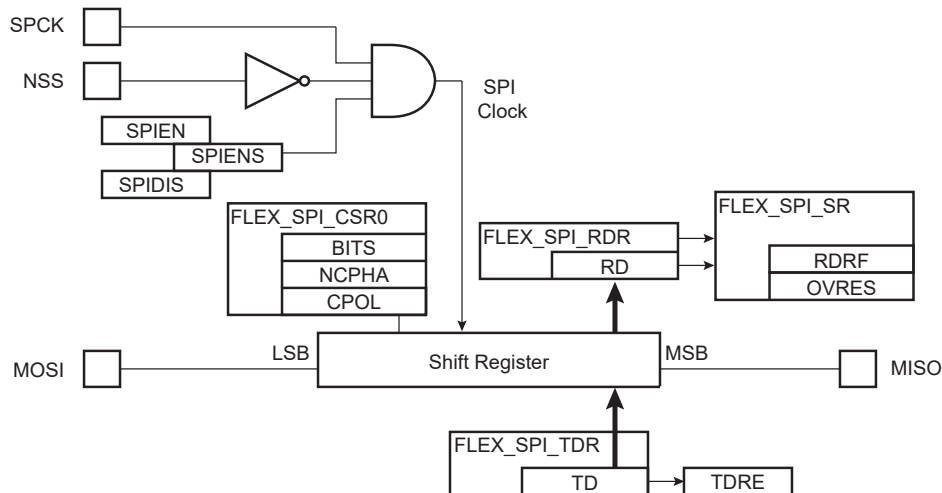 SPCK
NSS
SPI
Clock
SPIEN
SPIENS
SPIDIS
FLEX_SPI_CSR0
BITS
NCPHA
CPOL
FLEX_SPI_RDR
RD
FLEX_SPI_SR
RDRF
OVRES
MOSI
LSB
Shift Register
MSB
MISO
FLEX_SPI_TDR
TD
TDRE